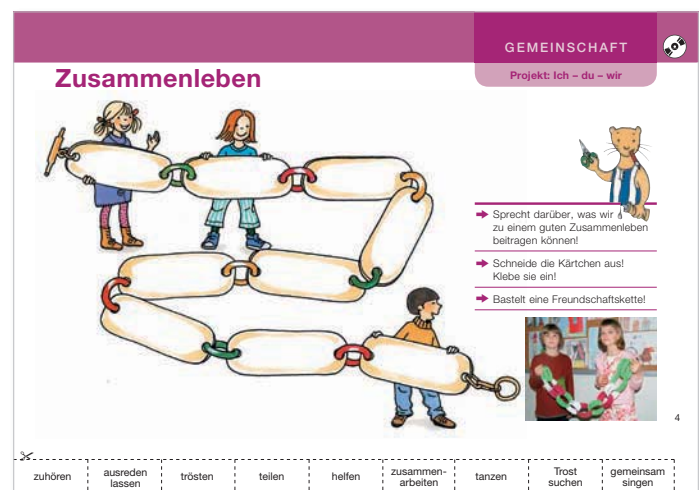 GEMEINSCHAFT
Projekt: Ich – du – wir
Zusammenleben
➜ Sprecht darüber, was wir
zu einem guten Zusammenleben
beitragen können!
➜ Schneide die Kärtchen aus!
Klebe sie ein!
➜ Bastelt eine Freundschaftskette!
4
zuhören
ausreden
lassen
trösten
teilen
helfen
zusammen-
arbeiten
tanzen
Trost
suchen
gemeinsam
singen